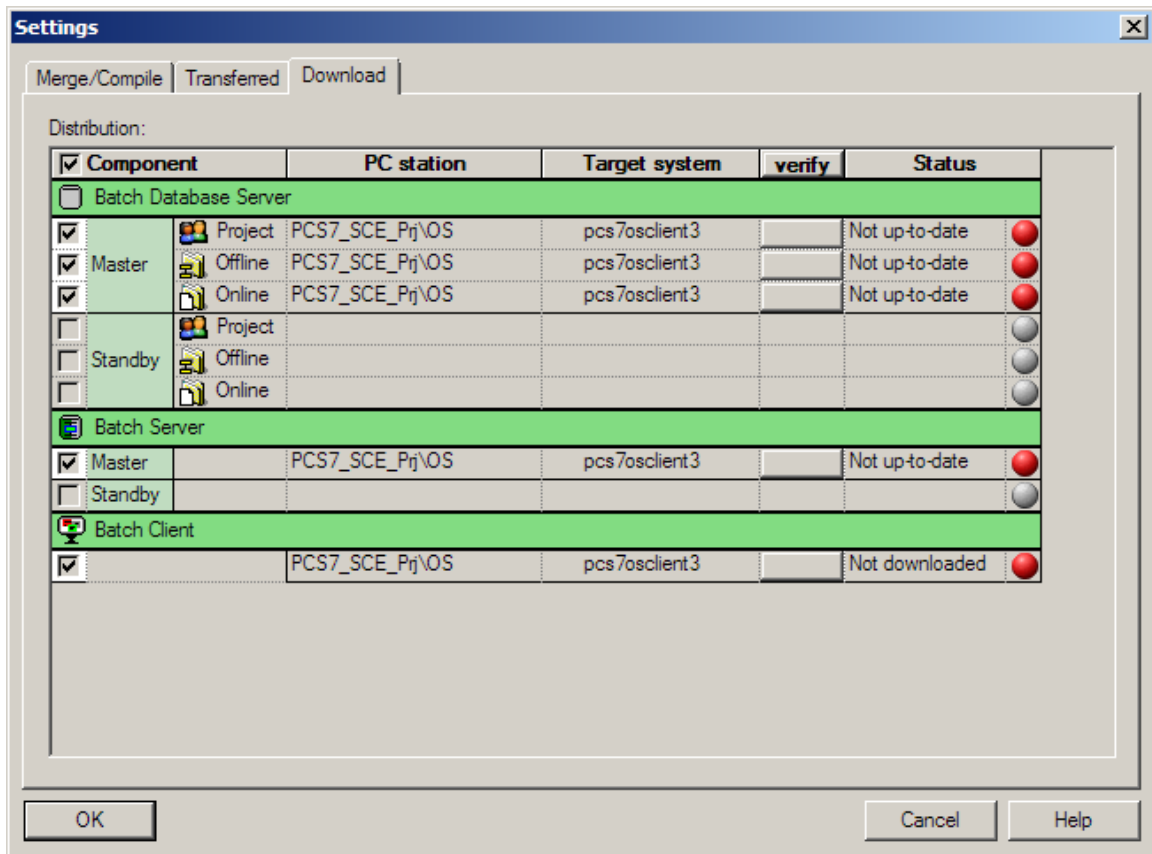 Settings
Merge/Compile Transferred Download
Distribution:
Component PC station Target system verify Status
Batch Database Server
Project PCS7_SCE_Prj\OS pcs7osclient3 Not up-to-date
Master Offline PCS7_SCE_Prj\OS pcs7osclient3 Not up-to-date
Online PCS7_SCE_Prj\OS pcs7osclient3 Not up-to-date
Project
Standby Offline
Online
Batch Server
Master PCS7_SCE_Prj\OS pcs7osclient3 Not up-to-date
Standby
Batch Client
PCS7_SCE_Prj\OS pcs7osclient3 Not downloaded
OK Cancel Help